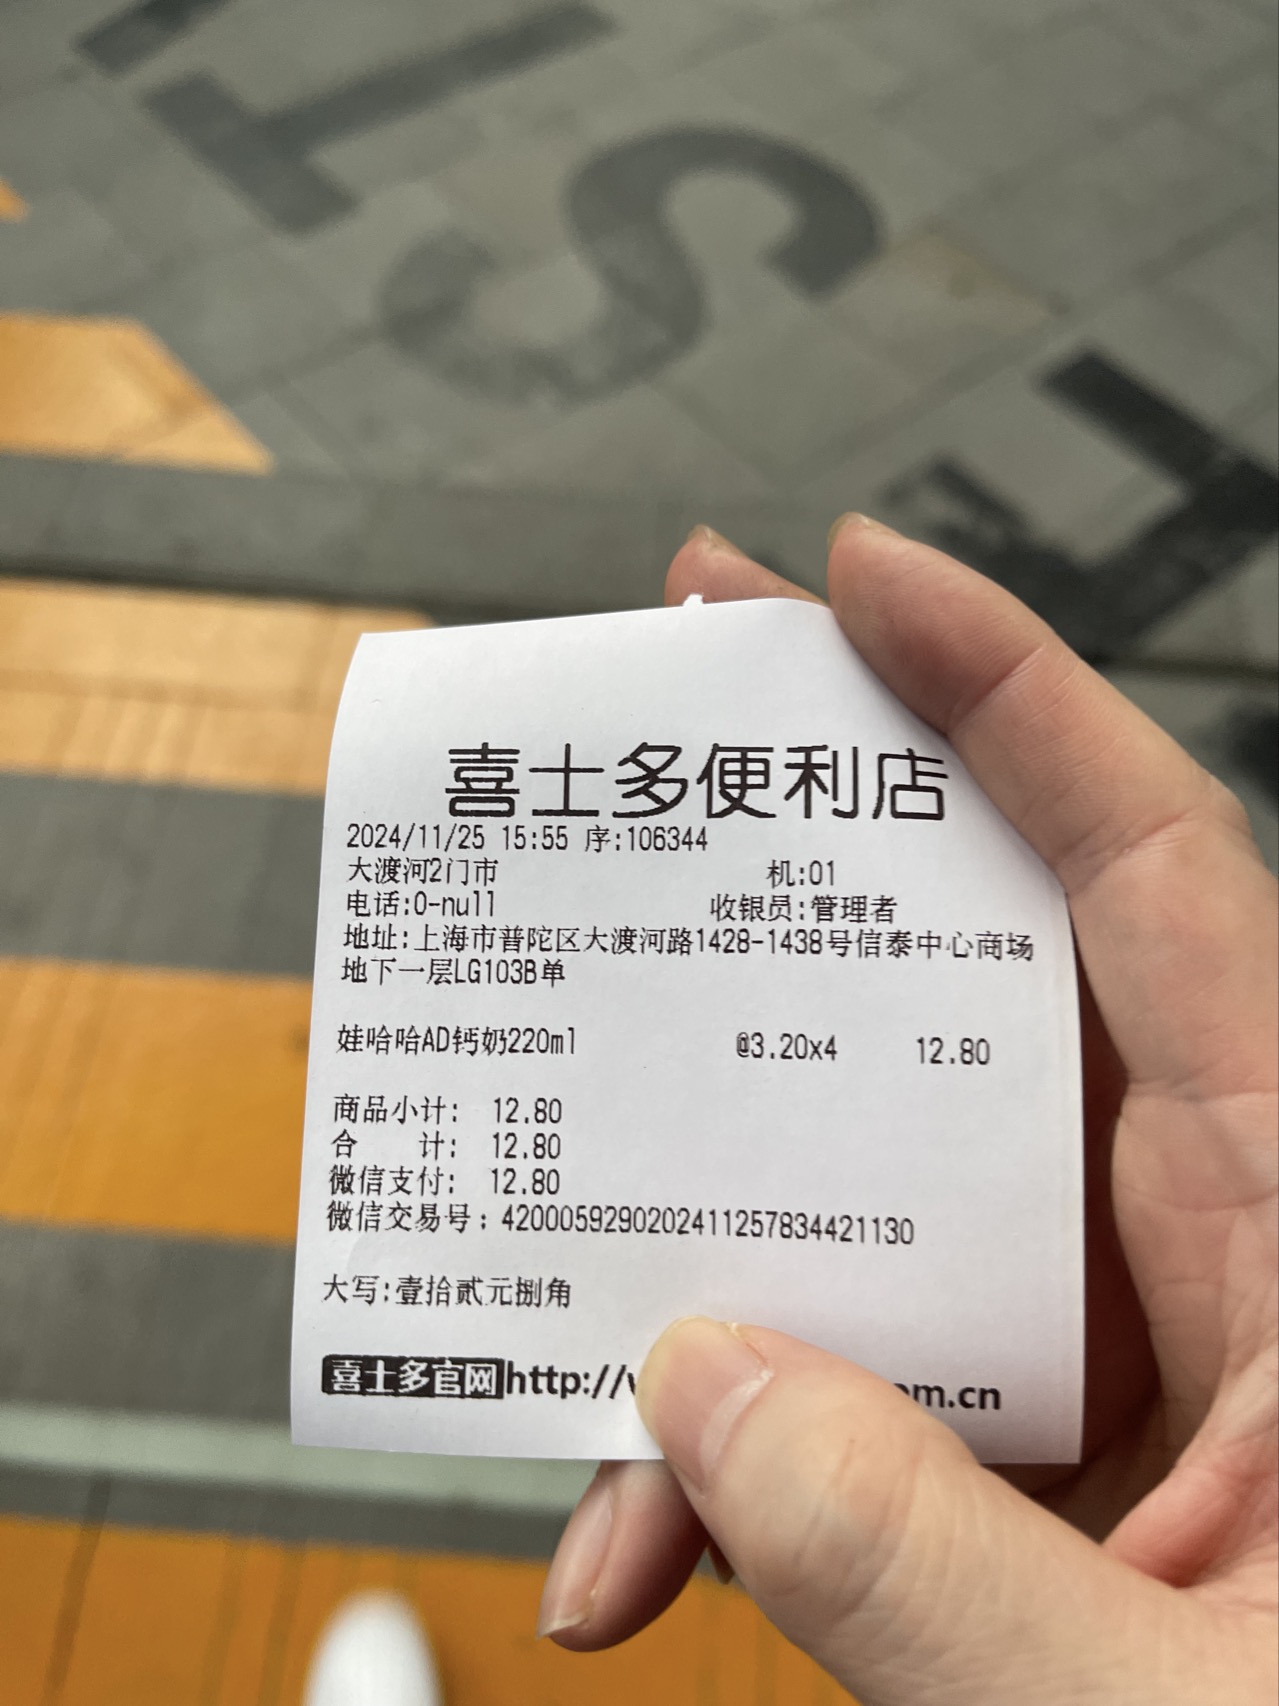 喜士多便利店
2024/11/25 15:55 序:106344
大渡河2门市 机:01
电话:0-null 收银员:管理者
地址:上海市普陀区大渡河路1428-1438号信泰中心商场
地下一层LG103B单
娃哈哈AD钙奶220ml @3.20x4 12.80
商品小计: 12.80
合 计: 12.80
微信支付: 12.80
微信交易号:4200059290202411257834421130
大写:壹拾贰元捌角
喜士多官网http:// om.cn